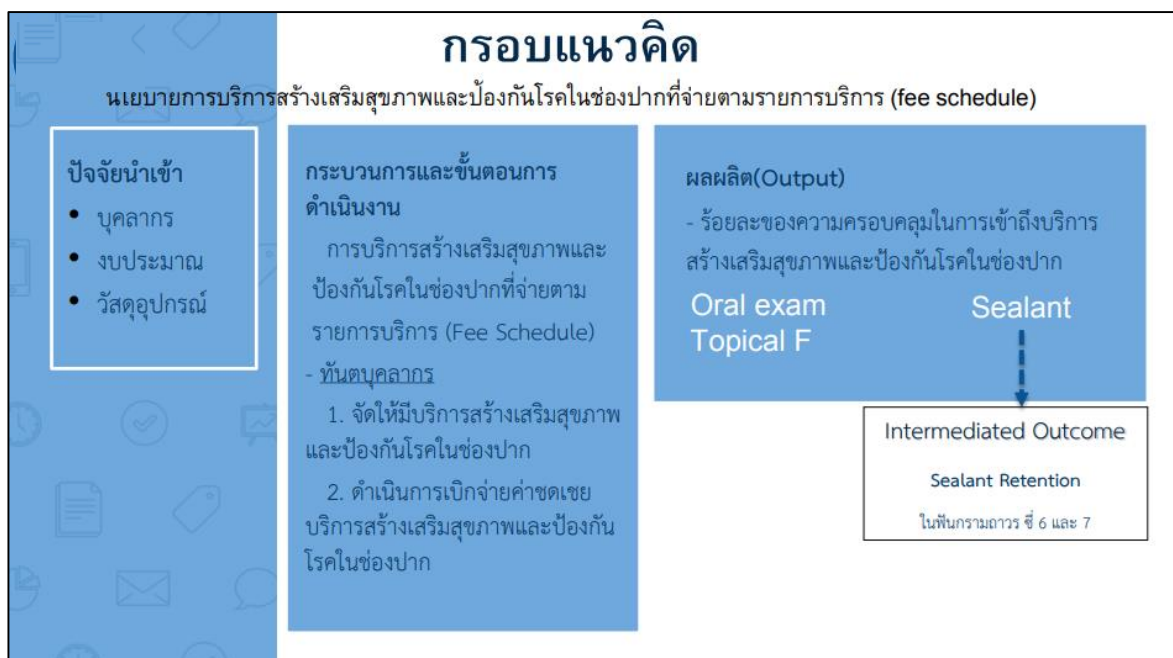 กรอบแนวคิด
นเยบายการบริการสร้างเสริมสุขภาพและป้องกันโรคในช่องปากที่จ่ายตามรายการบริการ (fee schedule)
ปัจจัยนำเข้า
• บุคลากร
• งบประมาณ
• วัสดุอุปกรณ์
กระบวนการและขั้นตอนการ
ดำเนินงาน
การบริการสร้างเสริมสุขภาพและ
ป้องกันโรคในช่องปากที่จ่ายตาม
รายการบริการ (Fee Schedule)
- ทันตบุคลากร
1. จัดให้มีบริการสร้างเสริมสุขภาพ
และป้องกันโรคในช่องปาก
2. ดำเนินการเบิกจ่ายค่าชดเชย
บริการสร้างเสริมสุขภาพและป้องกัน
โรคในช่องปาก
ผลผลิต(Output)
- ร้อยละของความครอบคลุมในการเข้าถึงบริการ
สร้างเสริมสุขภาพและป้องกันโรคในช่องปาก
Oral exam
Topical F
Sealant
Intermediated Outcome
Sealant Retention
ในฟันกรามถาวร ซี่ 6 และ 7